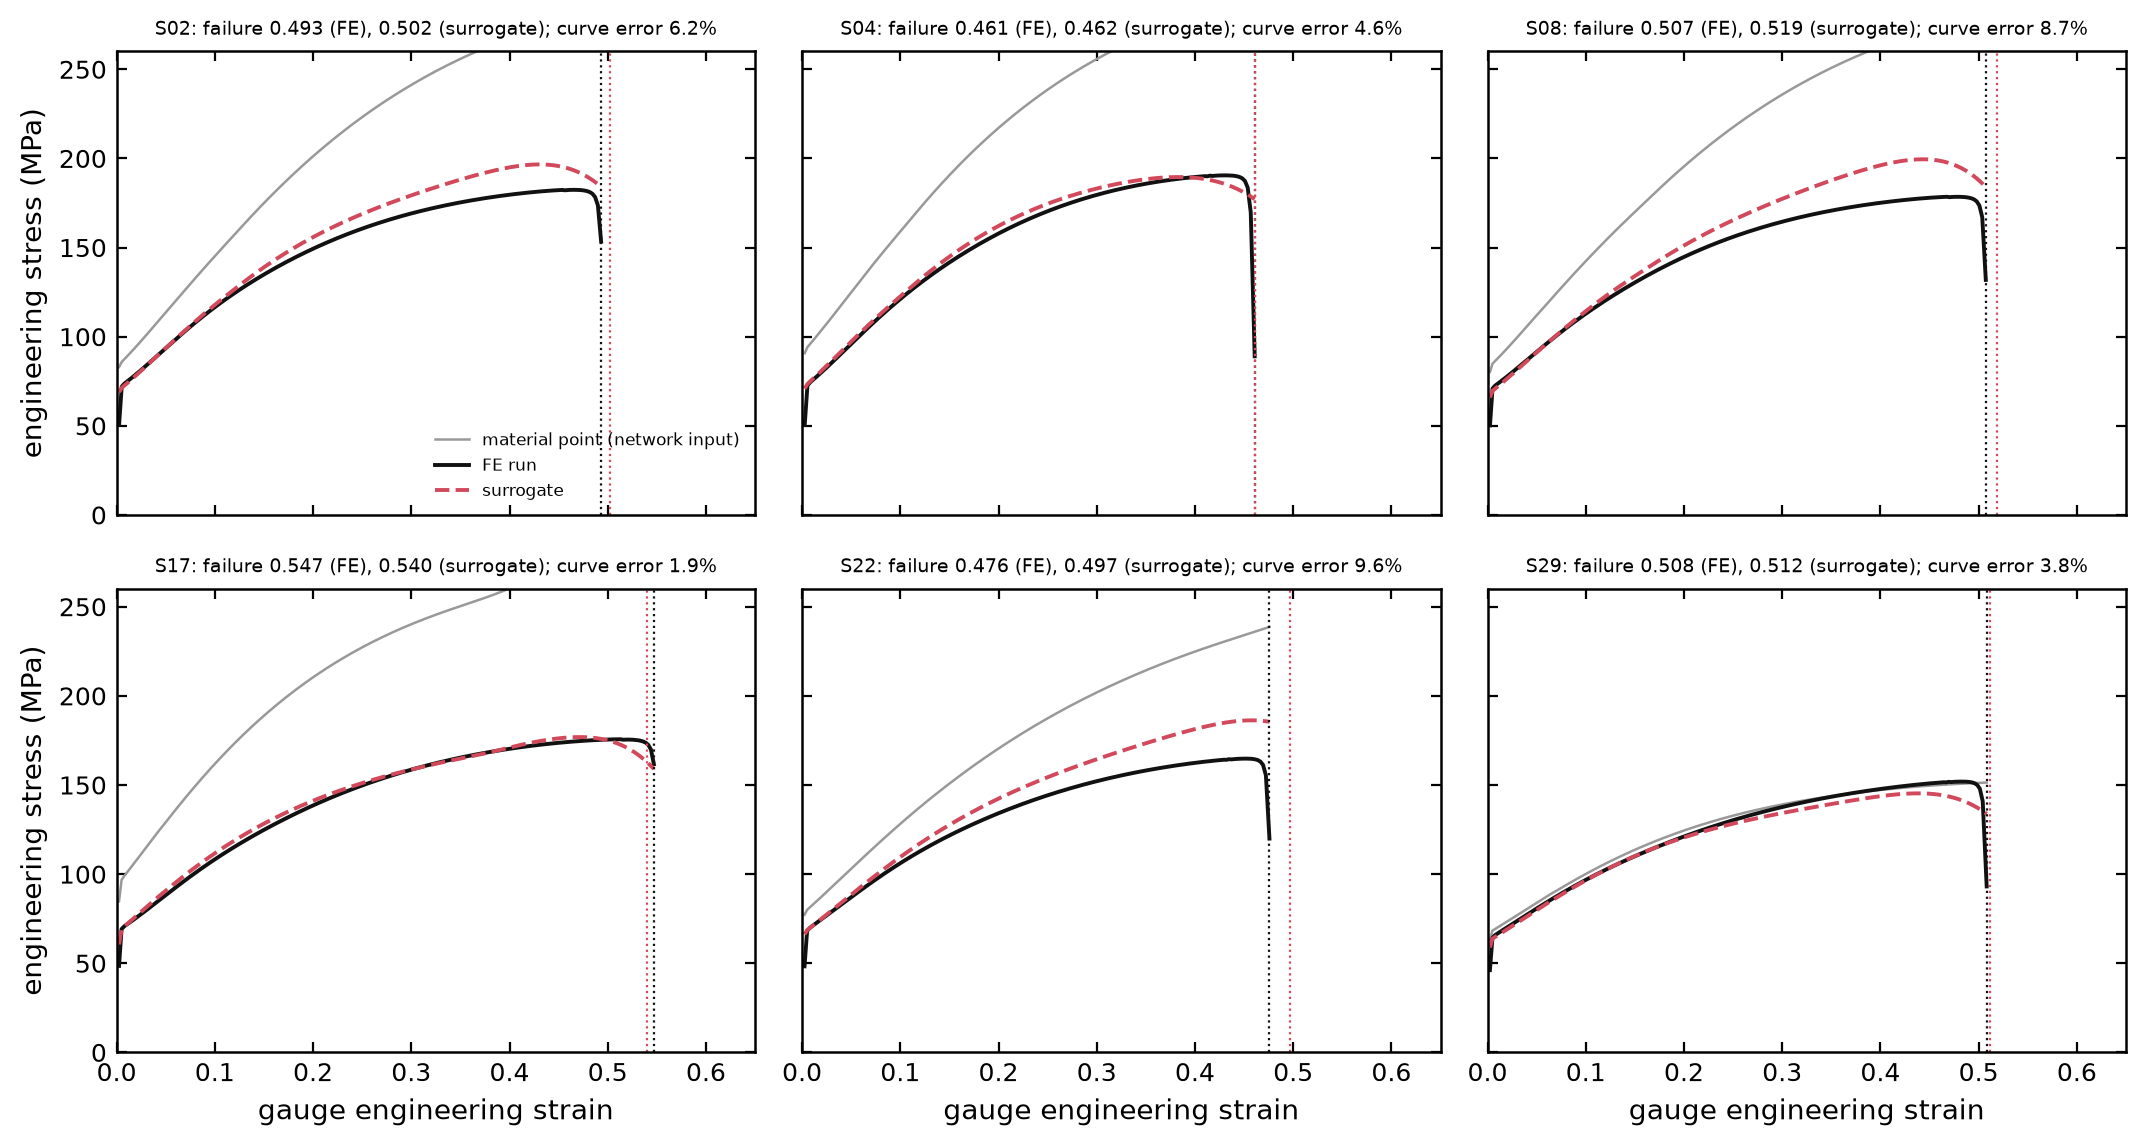 S02: failure 0.493 (FE), 0.502 (surrogate); curve error 6.2%
S04: failure 0.461 (FE), 0.462 (surrogate); curve error 4.6%
S08: failure 0.507 (FE), 0.519 (surrogate); curve error 8.7%
engineering stress (MPa)
250
200
150
100
50
0
material point (network input)
FE run
surrogate
S17: failure 0.547 (FE), 0.540 (surrogate); curve error 1.9%
S22: failure 0.476 (FE), 0.497 (surrogate); curve error 9.6%
S29: failure 0.508 (FE), 0.512 (surrogate); curve error 3.8%
engineering stress (MPa)
250
200
150
100
50
0
0.0 0.1 0.2 0.3 0.4 0.5 0.6
0.0 0.1 0.2 0.3 0.4 0.5 0.6
0.0 0.1 0.2 0.3 0.4 0.5 0.6
gauge engineering strain
gauge engineering strain
gauge engineering strain